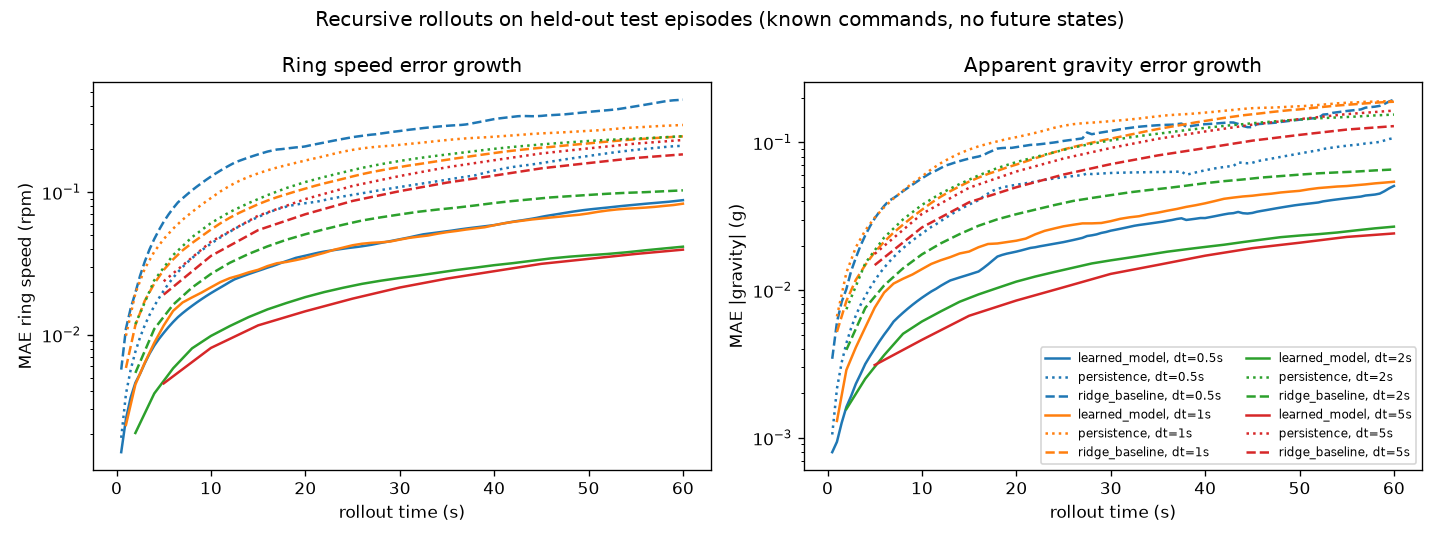 Recursive rollouts on held-out test episodes (known commands, no future states)
Ring speed error growth
MAE ring speed (rpm)
10⁻¹
10⁻²
0 10 20 30 40 50 60
rollout time (s)
Apparent gravity error growth
MAE |gravity| (g)
10⁻¹
10⁻²
10⁻³
0 10 20 30 40 50 60
rollout time (s)
learned_model, dt=0.5s
persistence, dt=0.5s
ridge_baseline, dt=0.5s
learned_model, dt=1s
persistence, dt=1s
ridge_baseline, dt=1s
learned_model, dt=2s
persistence, dt=2s
ridge_baseline, dt=2s
learned_model, dt=5s
persistence, dt=5s
ridge_baseline, dt=5s